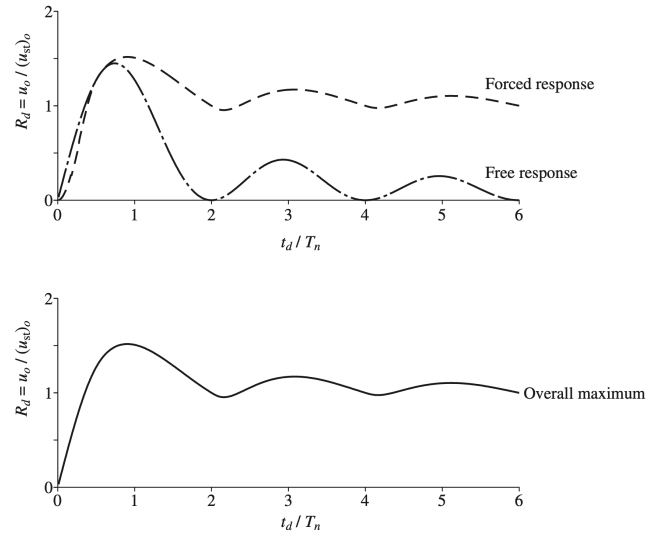 2
Forced response
1
R_d = u_o / (u_st)_o
Free response
0
0 1 2 3 4 5 6
t_d / T_n
2
R_d = u_o / (u_st)_o
1
Overall maximum
0
0 1 2 3 4 5 6
t_d / T_n